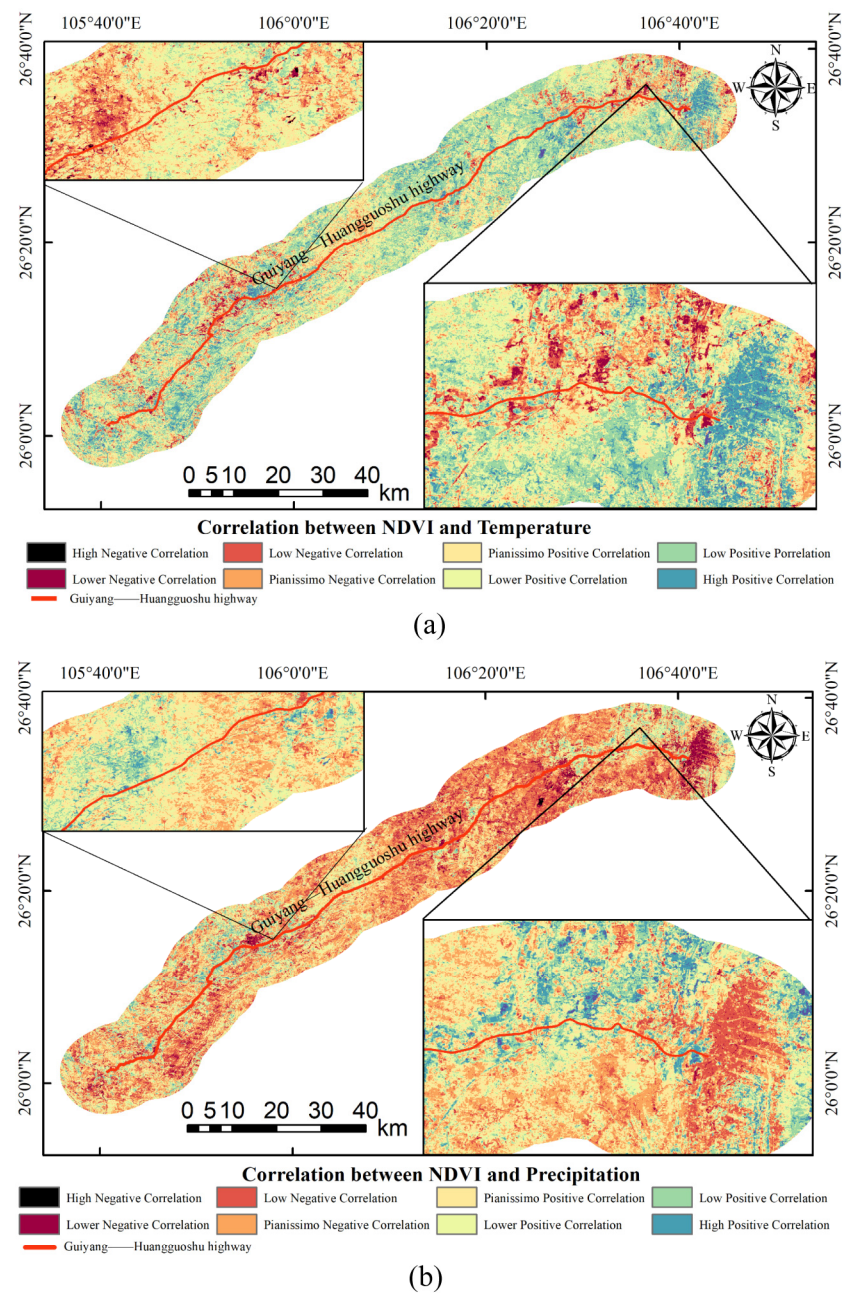 105°40'0"E 106°0'0"E 106°20'0"E 106°40'0"E
26°40'0"N
26°20'0"N
26°0'0"N
26°40'0"N
26°20'0"N
26°0'0"N
N
W E
S
Guiyang—Huangguoshu highway
0 5 10 20 30 40
km
Correlation between NDVI and Temperature
High Negative Correlation Low Negative Correlation Pianissimo Positive Correlation Low Positive Porrelation
Lower Negative Correlation Pianissimo Negative Correlation Lower Positive Correlation High Positive Correlation
Guiyang——Huangguoshu highway
(a)
105°40'0"E 106°0'0"E 106°20'0"E 106°40'0"E
26°40'0"N
26°20'0"N
26°0'0"N
26°40'0"N
26°20'0"N
26°0'0"N
N
W E
S
Guiyang—Huangguoshu highway
0 5 10 20 30 40
km
Correlation between NDVI and Precipitation
High Negative Correlation Low Negative Correlation Pianissimo Positive Correlation Low Positive Correlation
Lower Negative Correlation Pianissimo Negative Correlation Lower Positive Correlation High Positive Correlation
Guiyang——Huangguoshu highway
(b)